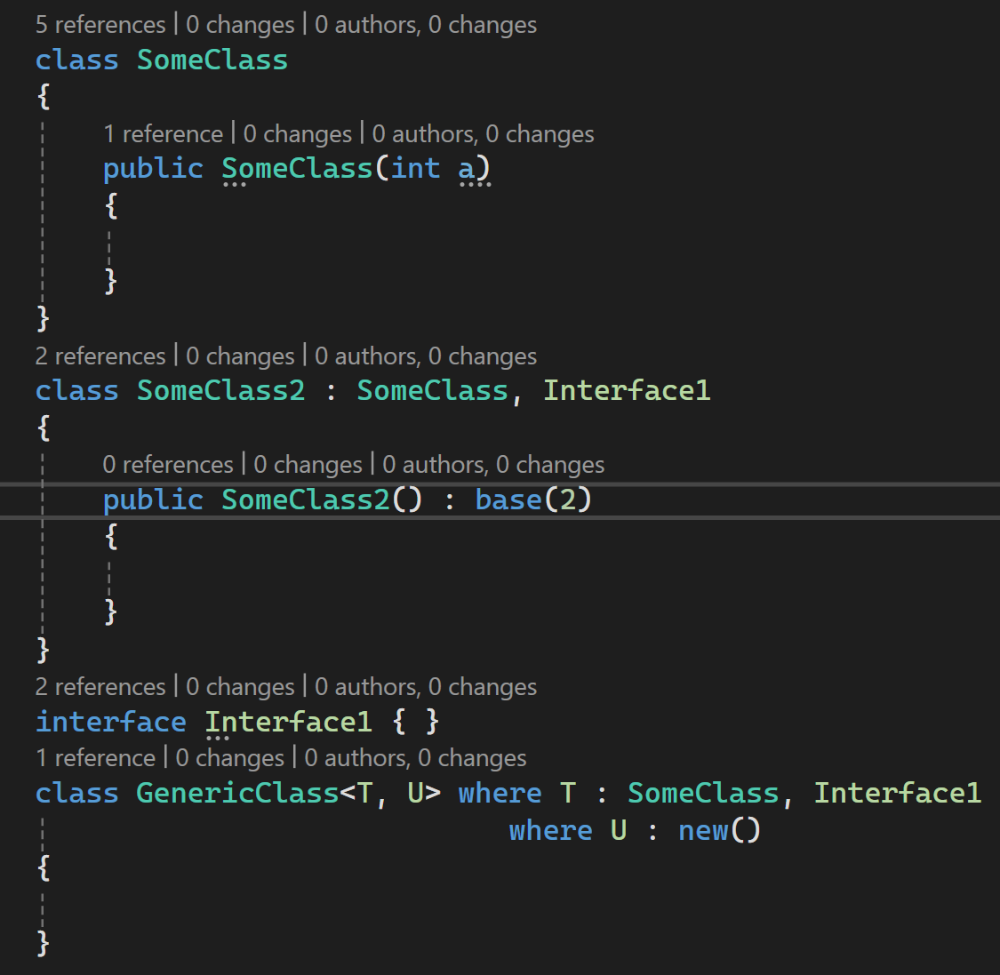 5 references | 0 changes | 0 authors, 0 changes
class SomeClass
{
1 reference | 0 changes | 0 authors, 0 changes
public SomeClass(int a)
{
}
}
2 references | 0 changes | 0 authors, 0 changes
class SomeClass2 : SomeClass, Interface1
{
0 references | 0 changes | 0 authors, 0 changes
public SomeClass2() : base(2)
{
}
}
2 references | 0 changes | 0 authors, 0 changes
interface Interface1 { }
1 reference | 0 changes | 0 authors, 0 changes
class GenericClass<T, U> where T : SomeClass, Interface1
where U : new()
{
}